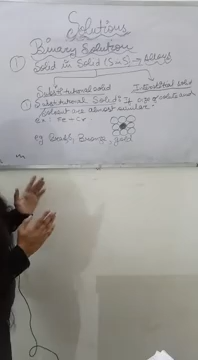 Solutions
Binary Solution
① Solid in Solid (S in S) → Alloys
Substitutional solid Interstitial solid
① Substitutional Solid: If size of solute and
Solvent are almost similar.
eg Brass, Bronze, gold